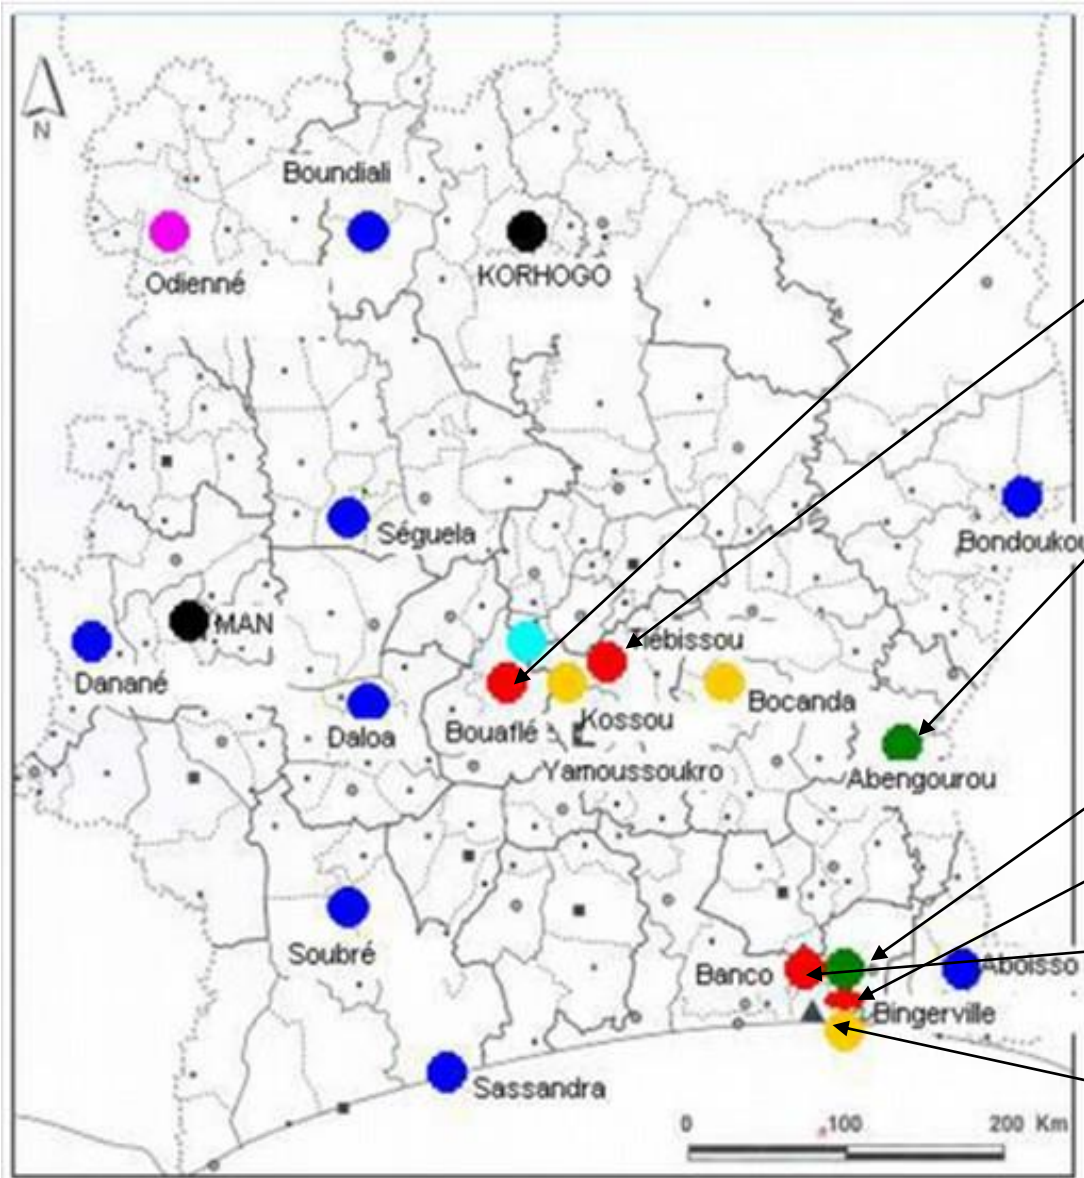 N
Boundiali
Odienné
KORHOGO
Séguela
Bondoukou
MAN
Tiébissou
Danané
Bocanda
Kossou
Bouaflé
Daloa
Yamoussoukro
Abengourou
Soubré
Banco
Aboisso
Bingerville
Sassandra
0 100 200 Km